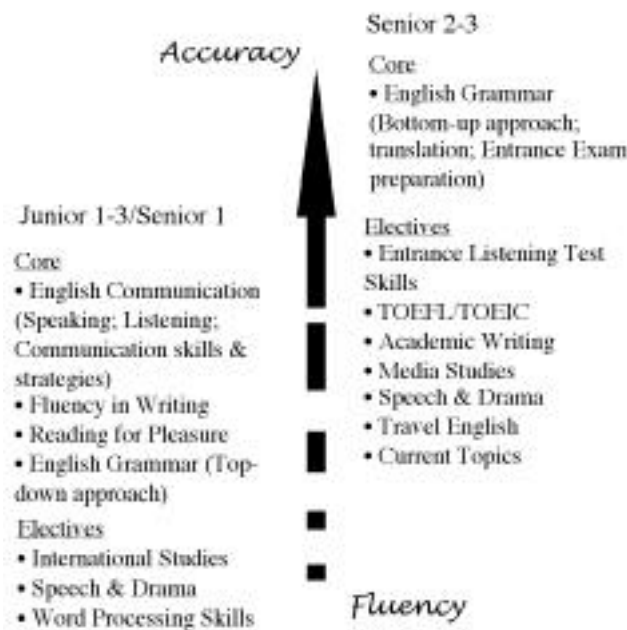 Accuracy
Junior 1-3/Senior 1
Core
• English Communication
(Speaking; Listening;
Communication skills &
strategies)
• Fluency in Writing
• Reading for Pleasure
• English Grammar (Top-
down approach)
Electives
• International Studies
• Speech & Drama
• Word Processing Skills
Senior 2-3
Core
• English Grammar
(Bottom-up approach;
translation; Entrance Exam
preparation)
Electives
• Entrance Listening Test
Skills
• TOEFL/TOEIC
• Academic Writing
• Media Studies
• Speech & Drama
• Travel English
• Current Topics
Fluency